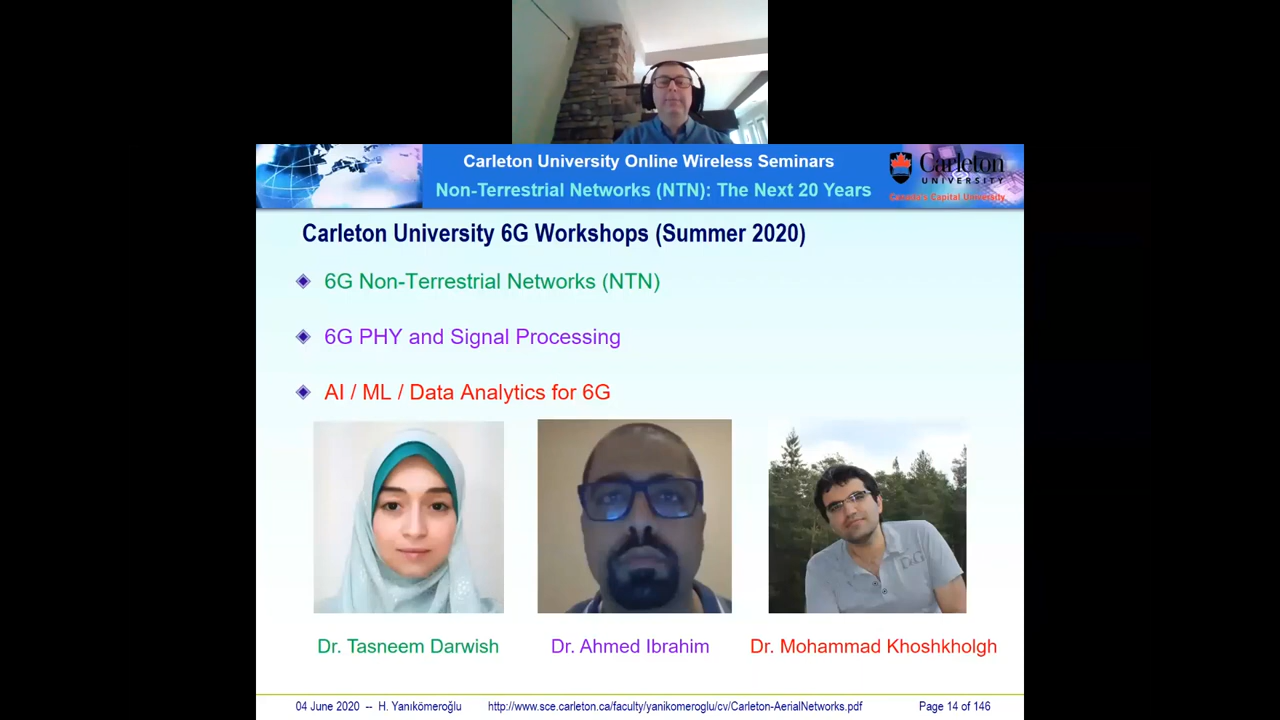 Carleton University Online Wireless Seminars
Non-Terrestrial Networks (NTN): The Next 20 Years
Carleton
UNIVERSITY
Canada's Capital University
Carleton University 6G Workshops (Summer 2020)
6G Non-Terrestrial Networks (NTN)
6G PHY and Signal Processing
AI / ML / Data Analytics for 6G
D&G
Dr. Tasneem Darwish
Dr. Ahmed Ibrahim
Dr. Mohammad Khoshkholgh
04 June 2020 -- H. Yanıkömeroğlu
http://www.sce.carleton.ca/faculty/yanikomeroglu/cv/Carleton-AerialNetworks.pdf
Page 14 of 146